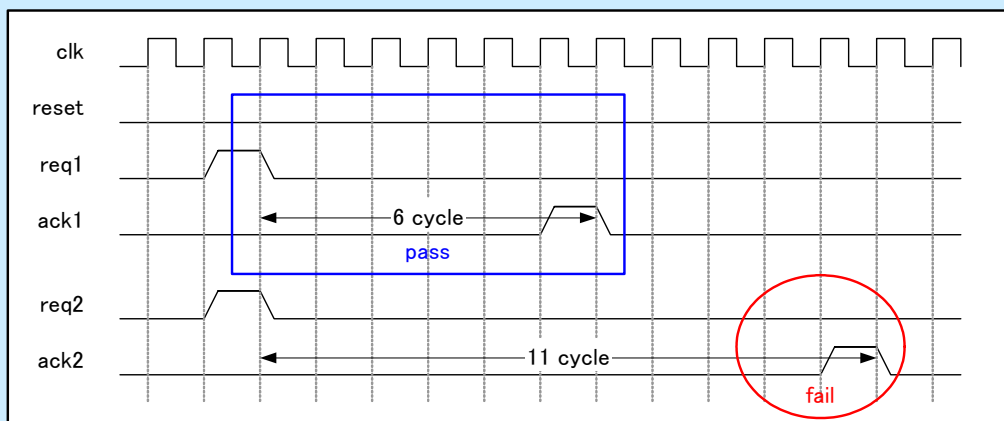 clk
reset
req1
ack1
6 cycle
pass
req2
ack2
11 cycle
fail